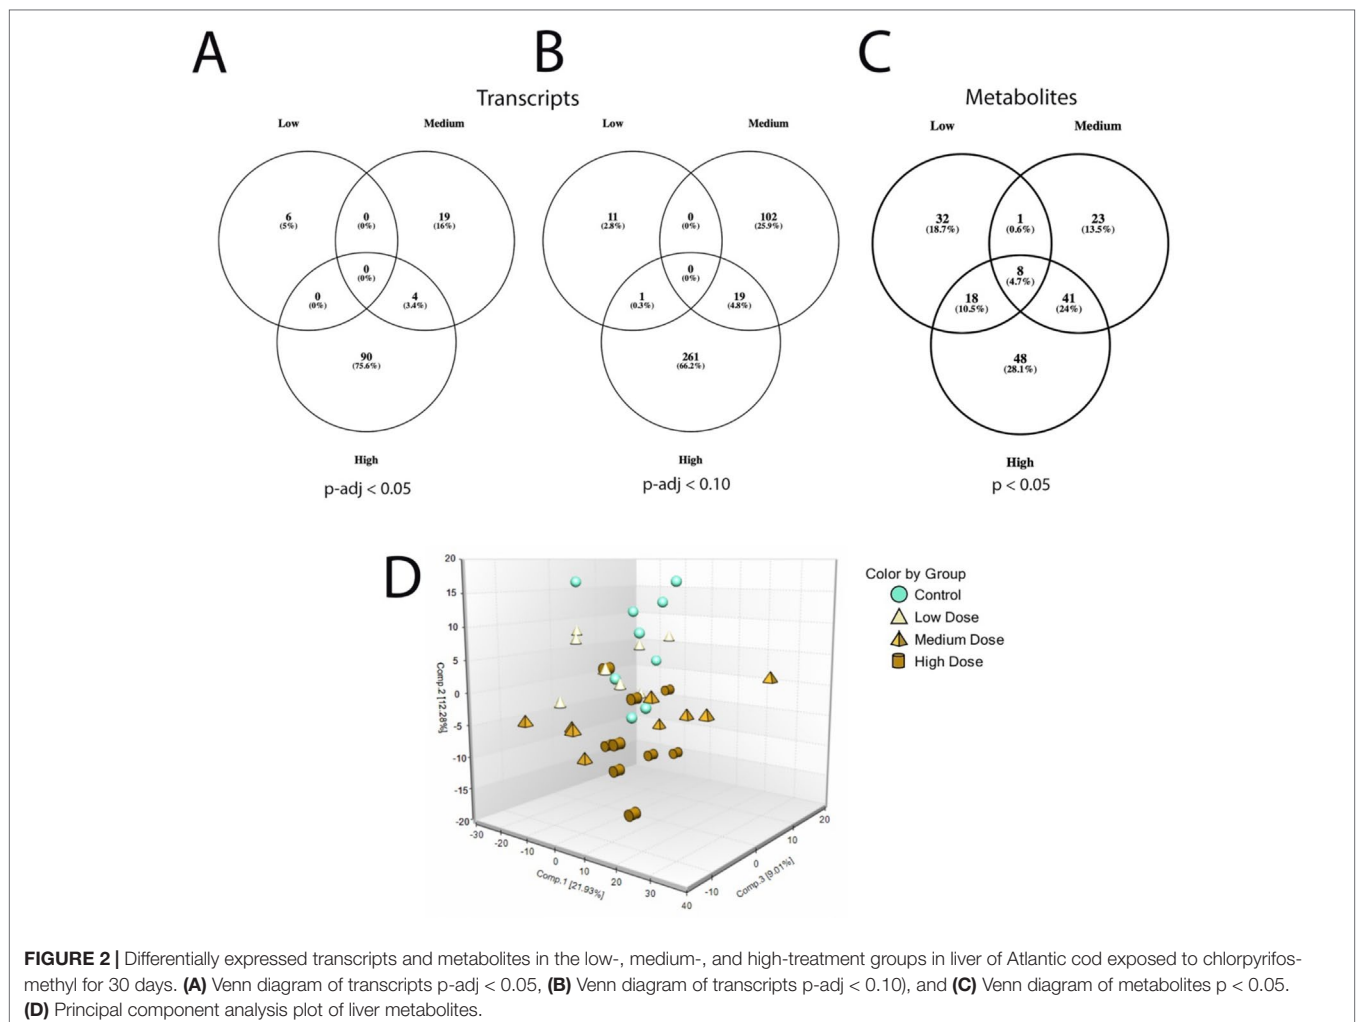 A
B
C
Transcripts
Metabolites
Low
Medium
Low
Medium
Low
Medium
6
(5%)
0
(0%)
19
(16%)
0
(0%)
0
(0%)
4
(3.4%)
90
(75.6%)
High
p-adj < 0.05
11
(2.8%)
0
(0%)
102
(25.9%)
0
(0%)
1
(0.3%)
19
(4.8%)
261
(66.2%)
High
p-adj < 0.10
32
(18.7%)
1
(0.6%)
23
(13.5%)
8
(4.7%)
18
(10.5%)
41
(24%)
48
(28.1%)
High
p < 0.05
D
20
15
10
5
0
-5
-10
-15
-20
Comp.2 [12.28%]
-30
-20
-10
0
10
20
30
40
Comp.1 [21.93%]
-10
0
10
20
Comp.3 [9.01%]
Color by Group
Control
Low Dose
Medium Dose
High Dose
FIGURE 2 | Differentially expressed transcripts and metabolites in the low-, medium-, and high-treatment groups in liver of Atlantic cod exposed to chlorpyrifos-
methyl for 30 days. (A) Venn diagram of transcripts p-adj < 0.05, (B) Venn diagram of transcripts p-adj < 0.10), and (C) Venn diagram of metabolites p < 0.05.
(D) Principal component analysis plot of liver metabolites.